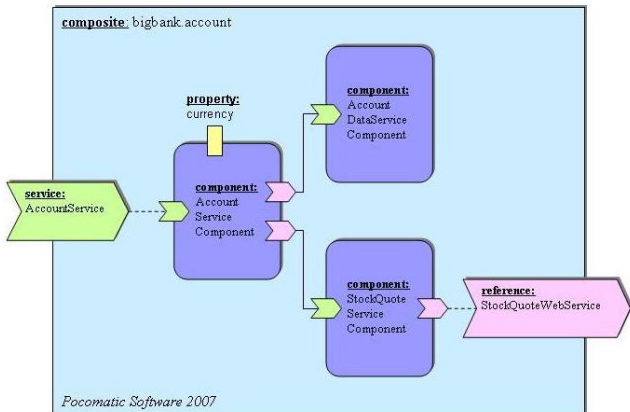 composite: bigbank.account
component:
Account
DataService
Component
property:
currency
service:
AccountService
component:
Account
Service
Component
component:
StockQuote
Service
Component
reference:
StockQuoteWebService
Pocomatic Software 2007